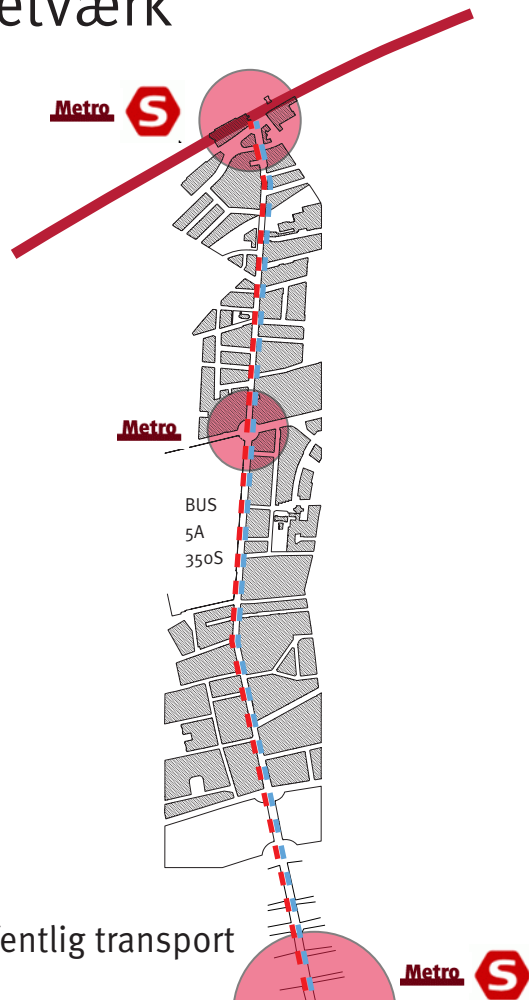 etværk
Metro S
Metro
BUS
5A
350S
entlig transport
Metro S